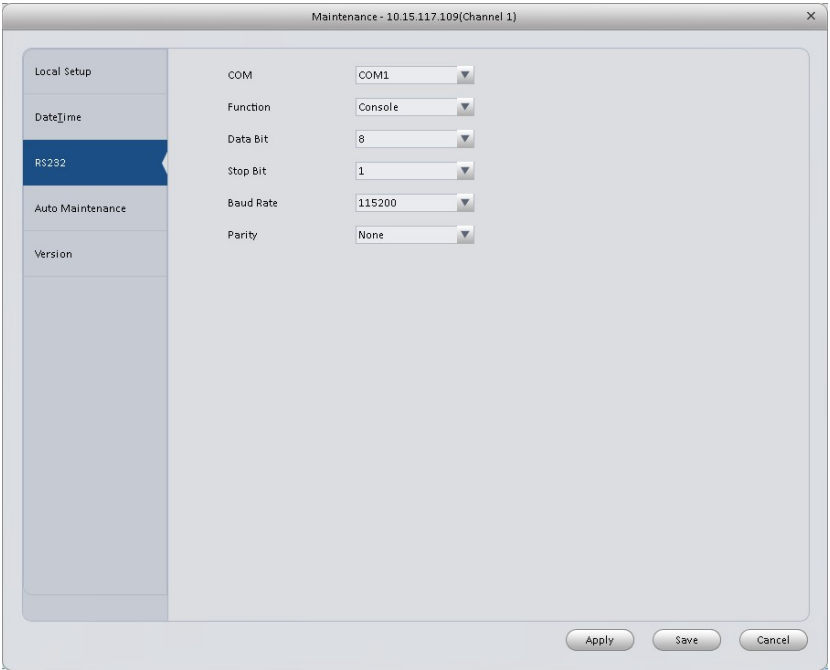 Maintenance - 10.15.117.109(Channel 1)
Local Setup
DateTime
RS232
Auto Maintenance
Version
COM COM1
Function Console
Data Bit 8
Stop Bit 1
Baud Rate 115200
Parity None
Apply Save Cancel